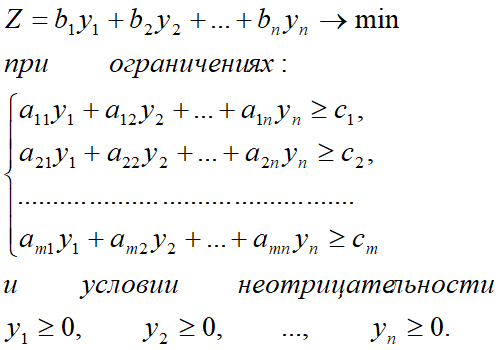 Z = b₁y₁ + b₂y₂ + ... + bₙyₙ → min
при ограничениях :
a₁₁y₁ + a₁₂y₂ + ... + a₁ₙyₙ ≥ c₁,
a₂₁y₁ + a₂₂y₂ + ... + a₂ₙyₙ ≥ c₂,
................................................
aₘ₁y₁ + aₘ₂y₂ + ... + aₘₙyₙ ≥ cₘ
и условии неотрицательности
y₁ ≥ 0, y₂ ≥ 0, ..., yₙ ≥ 0.